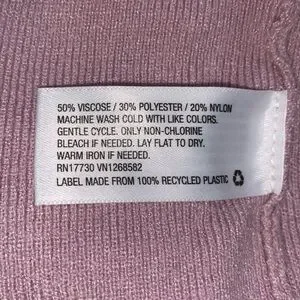 50% VISCOSE / 30% POLYESTER / 20% NYLON
MACHINE WASH COLD WITH LIKE COLORS.
GENTLE CYCLE. ONLY NON-CHLORINE
BLEACH IF NEEDED. LAY FLAT TO DRY.
WARM IRON IF NEEDED.
RN17730 VN1268582
LABEL MADE FROM 100% RECYCLED PLASTIC